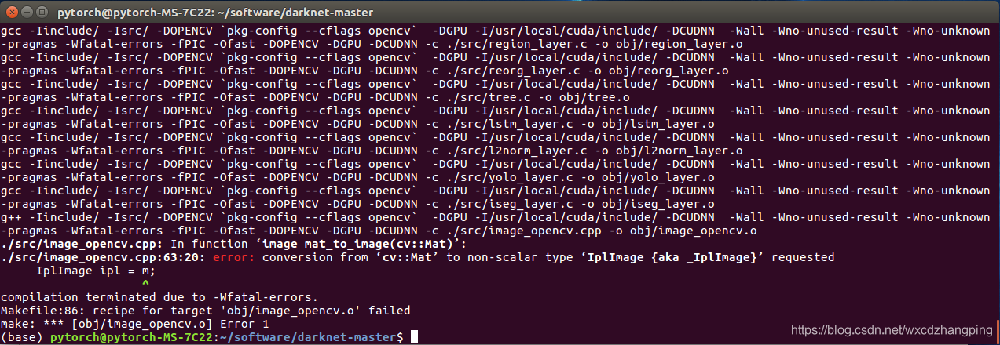 pytorch@pytorch-MS-7C22: ~/software/darknet-master
gcc -Iinclude/ -Isrc/ -DOPENCV `pkg-config --cflags opencv`  -DGPU -I/usr/local/cuda/include/ -DCUDNN  -Wall -Wno-unused-result -Wno-unknown
-pragmas -Wfatal-errors -fPIC -Ofast -DOPENCV -DGPU -DCUDNN -c ./src/region_layer.c -o obj/region_layer.o
gcc -Iinclude/ -Isrc/ -DOPENCV `pkg-config --cflags opencv`  -DGPU -I/usr/local/cuda/include/ -DCUDNN  -Wall -Wno-unused-result -Wno-unknown
-pragmas -Wfatal-errors -fPIC -Ofast -DOPENCV -DGPU -DCUDNN -c ./src/reorg_layer.c -o obj/reorg_layer.o
gcc -Iinclude/ -Isrc/ -DOPENCV `pkg-config --cflags opencv`  -DGPU -I/usr/local/cuda/include/ -DCUDNN  -Wall -Wno-unused-result -Wno-unknown
-pragmas -Wfatal-errors -fPIC -Ofast -DOPENCV -DGPU -DCUDNN -c ./src/tree.c -o obj/tree.o
gcc -Iinclude/ -Isrc/ -DOPENCV `pkg-config --cflags opencv`  -DGPU -I/usr/local/cuda/include/ -DCUDNN  -Wall -Wno-unused-result -Wno-unknown
-pragmas -Wfatal-errors -fPIC -Ofast -DOPENCV -DGPU -DCUDNN -c ./src/lstm_layer.c -o obj/lstm_layer.o
gcc -Iinclude/ -Isrc/ -DOPENCV `pkg-config --cflags opencv`  -DGPU -I/usr/local/cuda/include/ -DCUDNN  -Wall -Wno-unused-result -Wno-unknown
-pragmas -Wfatal-errors -fPIC -Ofast -DOPENCV -DGPU -DCUDNN -c ./src/l2norm_layer.c -o obj/l2norm_layer.o
gcc -Iinclude/ -Isrc/ -DOPENCV `pkg-config --cflags opencv`  -DGPU -I/usr/local/cuda/include/ -DCUDNN  -Wall -Wno-unused-result -Wno-unknown
-pragmas -Wfatal-errors -fPIC -Ofast -DOPENCV -DGPU -DCUDNN -c ./src/yolo_layer.c -o obj/yolo_layer.o
gcc -Iinclude/ -Isrc/ -DOPENCV `pkg-config --cflags opencv`  -DGPU -I/usr/local/cuda/include/ -DCUDNN  -Wall -Wno-unused-result -Wno-unknown
-pragmas -Wfatal-errors -fPIC -Ofast -DOPENCV -DGPU -DCUDNN -c ./src/iseg_layer.c -o obj/iseg_layer.o
g++ -Iinclude/ -Isrc/ -DOPENCV `pkg-config --cflags opencv`  -DGPU -I/usr/local/cuda/include/ -DCUDNN  -Wall -Wno-unused-result -Wno-unknown
-pragmas -Wfatal-errors -fPIC -Ofast -DOPENCV -DGPU -DCUDNN -c ./src/image_opencv.cpp -o obj/image_opencv.o
./src/image_opencv.cpp: In function ‘image mat_to_image(cv::Mat)’:
./src/image_opencv.cpp:63:20: error: conversion from ‘cv::Mat’ to non-scalar type ‘IplImage {aka _IplImage}’ requested
     IplImage ipl = m;
                    ^
compilation terminated due to -Wfatal-errors.
Makefile:86: recipe for target 'obj/image_opencv.o' failed
make: *** [obj/image_opencv.o] Error 1
(base) pytorch@pytorch-MS-7C22:~/software/darknet-master$
https://blog.csdn.net/wxcdzhangping